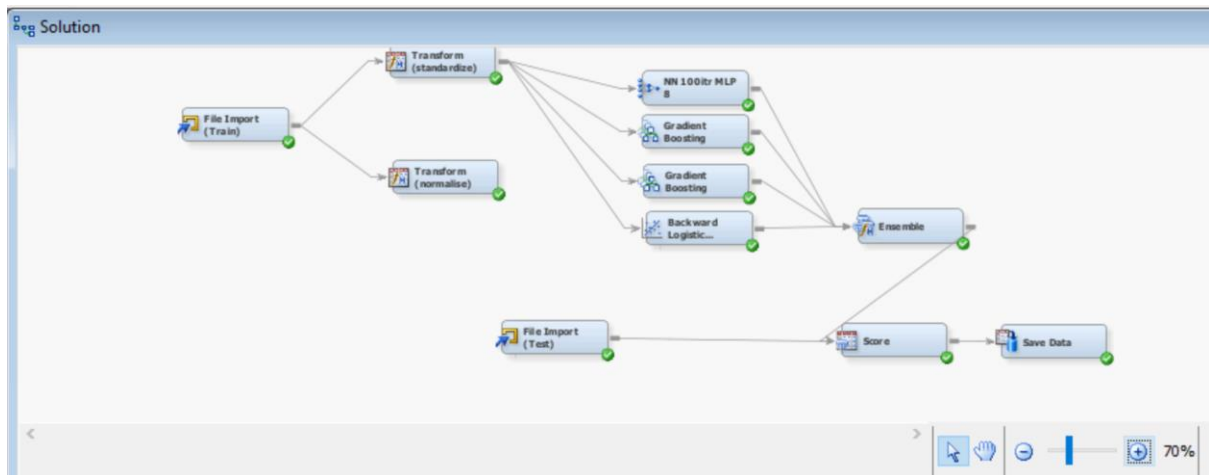 Solution
Transform
(standardize)
NN 100itr MLP
8
File Import
(Train)
Gradient
Boosting
Transform
(normalise)
Gradient
Boosting
Backward
Logistic...
Ensemble
File Import
(Test)
Score
Save Data
70%